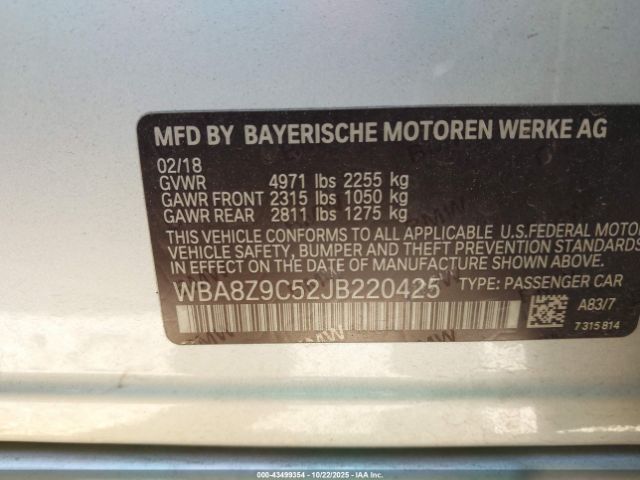 MFD BY BAYERISCHE MOTOREN WERKE AG
02/18
GVWR 4971 lbs 2255 kg
GAWR FRONT 2315 lbs 1050 kg
GAWR REAR 2811 lbs 1275 kg
THIS VEHICLE CONFORMS TO ALL APPLICABLE U.S.FEDERAL MOTOR
VEHICLE SAFETY, BUMPER AND THEFT PREVENTION STANDARDS
IN EFFECT ON THE DATE OF MANUFACTURE SHOWN ABOVE.
WBA8Z9C52JB220425 TYPE: PASSENGER CAR
A83/7
7 315 814
000-43499354 | 10/22/2025 | Copyright IAA